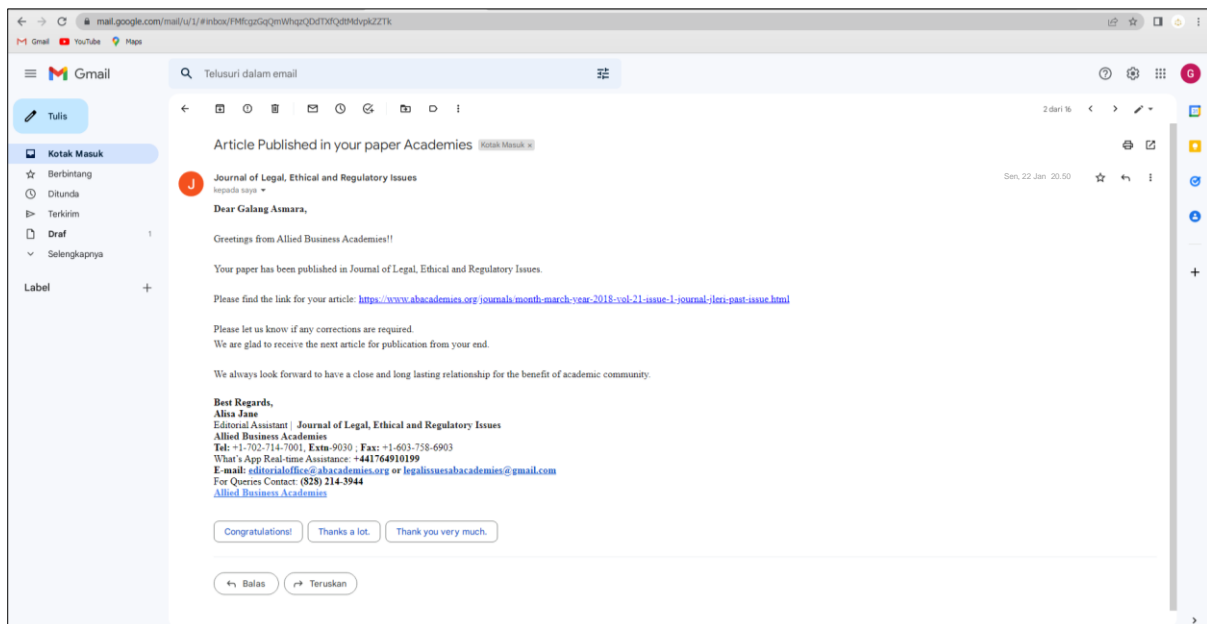 mail.google.com/mail/u/1/#inbox/FMfcgzGqQmWhqzQDdTXfQdtMdvpkZZTk
Gmail YouTube Maps
Gmail
Telusuri dalam email
G
Tulis
2 dari 16
Article Published in your paper Academies Kotak Masuk x
Kotak Masuk
Berbintang
Ditunda
Terkirim
Draf 1
Selengkapnya
Label
J
Journal of Legal, Ethical and Regulatory Issues
Sen, 22 Jan 20.50
kepada saya
Dear Galang Asmara,
Greetings from Allied Business Academies!!
Your paper has been published in Journal of Legal, Ethical and Regulatory Issues.
Please find the link for your article: https://www.abacademies.org/journals/month-march-year-2018-vol-21-issue-1-journal-jleri-past-issue.html
Please let us know if any corrections are required.
We are glad to receive the next article for publication from your end.
We always look forward to have a close and long lasting relationship for the benefit of academic community.
Best Regards,
Alisa Jane
Editorial Assistant | Journal of Legal, Ethical and Regulatory Issues
Allied Business Academies
Tel: +1-702-714-7001, Extn-9030 ; Fax: +1-603-758-6903
What's App Real-time Assistance: +441764910199
E-mail: editorialoffice@abacademies.org or legalissuesabacademies@gmail.com
For Queries Contact: (828) 214-3944
Allied Business Academies
Congratulations! Thanks a lot. Thank you very much.
Balas Teruskan